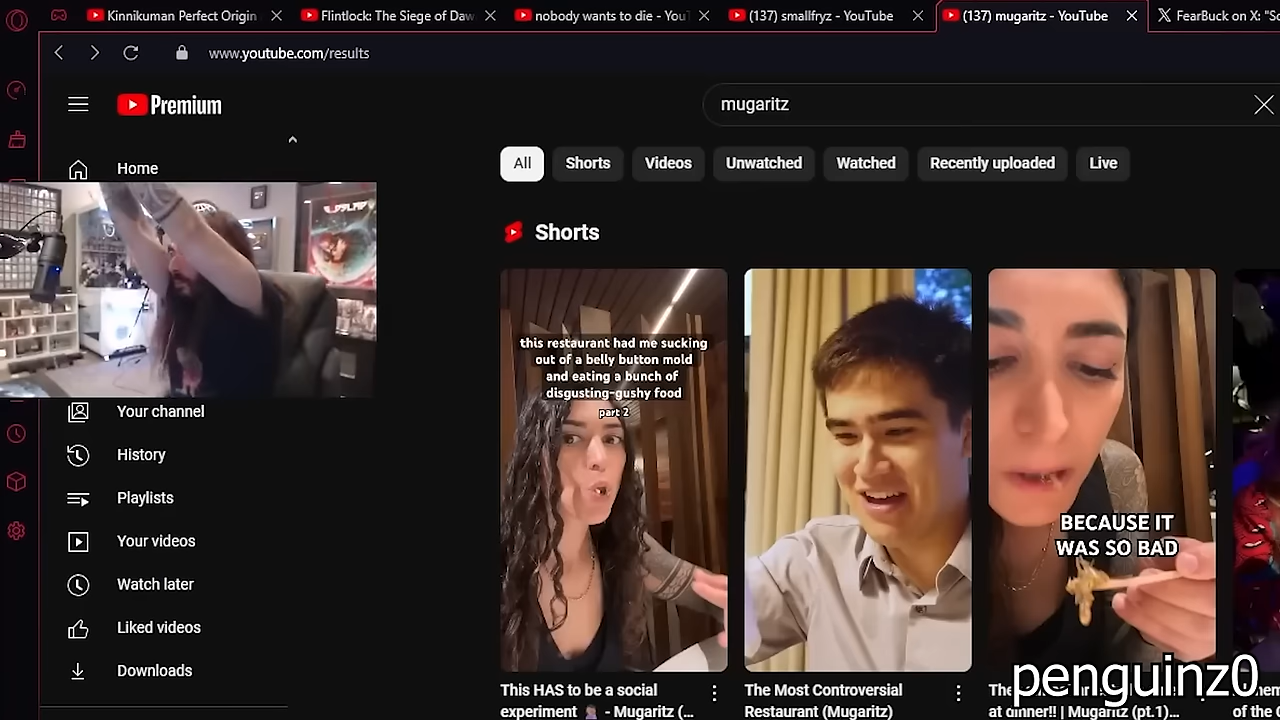 Kinnikuman Perfect Origin
Flintlock: The Siege of Daw
nobody wants to die - YouT
(137) smallfryz - YouTube
(137) mugaritz - YouTube
FearBuck on X: "Sc
www.youtube.com/results
Premium
mugaritz
All
Shorts
Videos
Unwatched
Watched
Recently uploaded
Live
Home
Shorts
this restaurant had me sucking
out of a belly button mold
and eating a bunch of
disgusting-gushy food
part 2
BECAUSE IT
WAS SO BAD
Your channel
History
Playlists
Your videos
Watch later
Liked videos
Downloads
This HAS to be a social
experiment - Mugaritz (...
The Most Controversial
Restaurant (Mugaritz)
at dinner!! | Mugaritz (pt.1)...
of the C
penguinz0